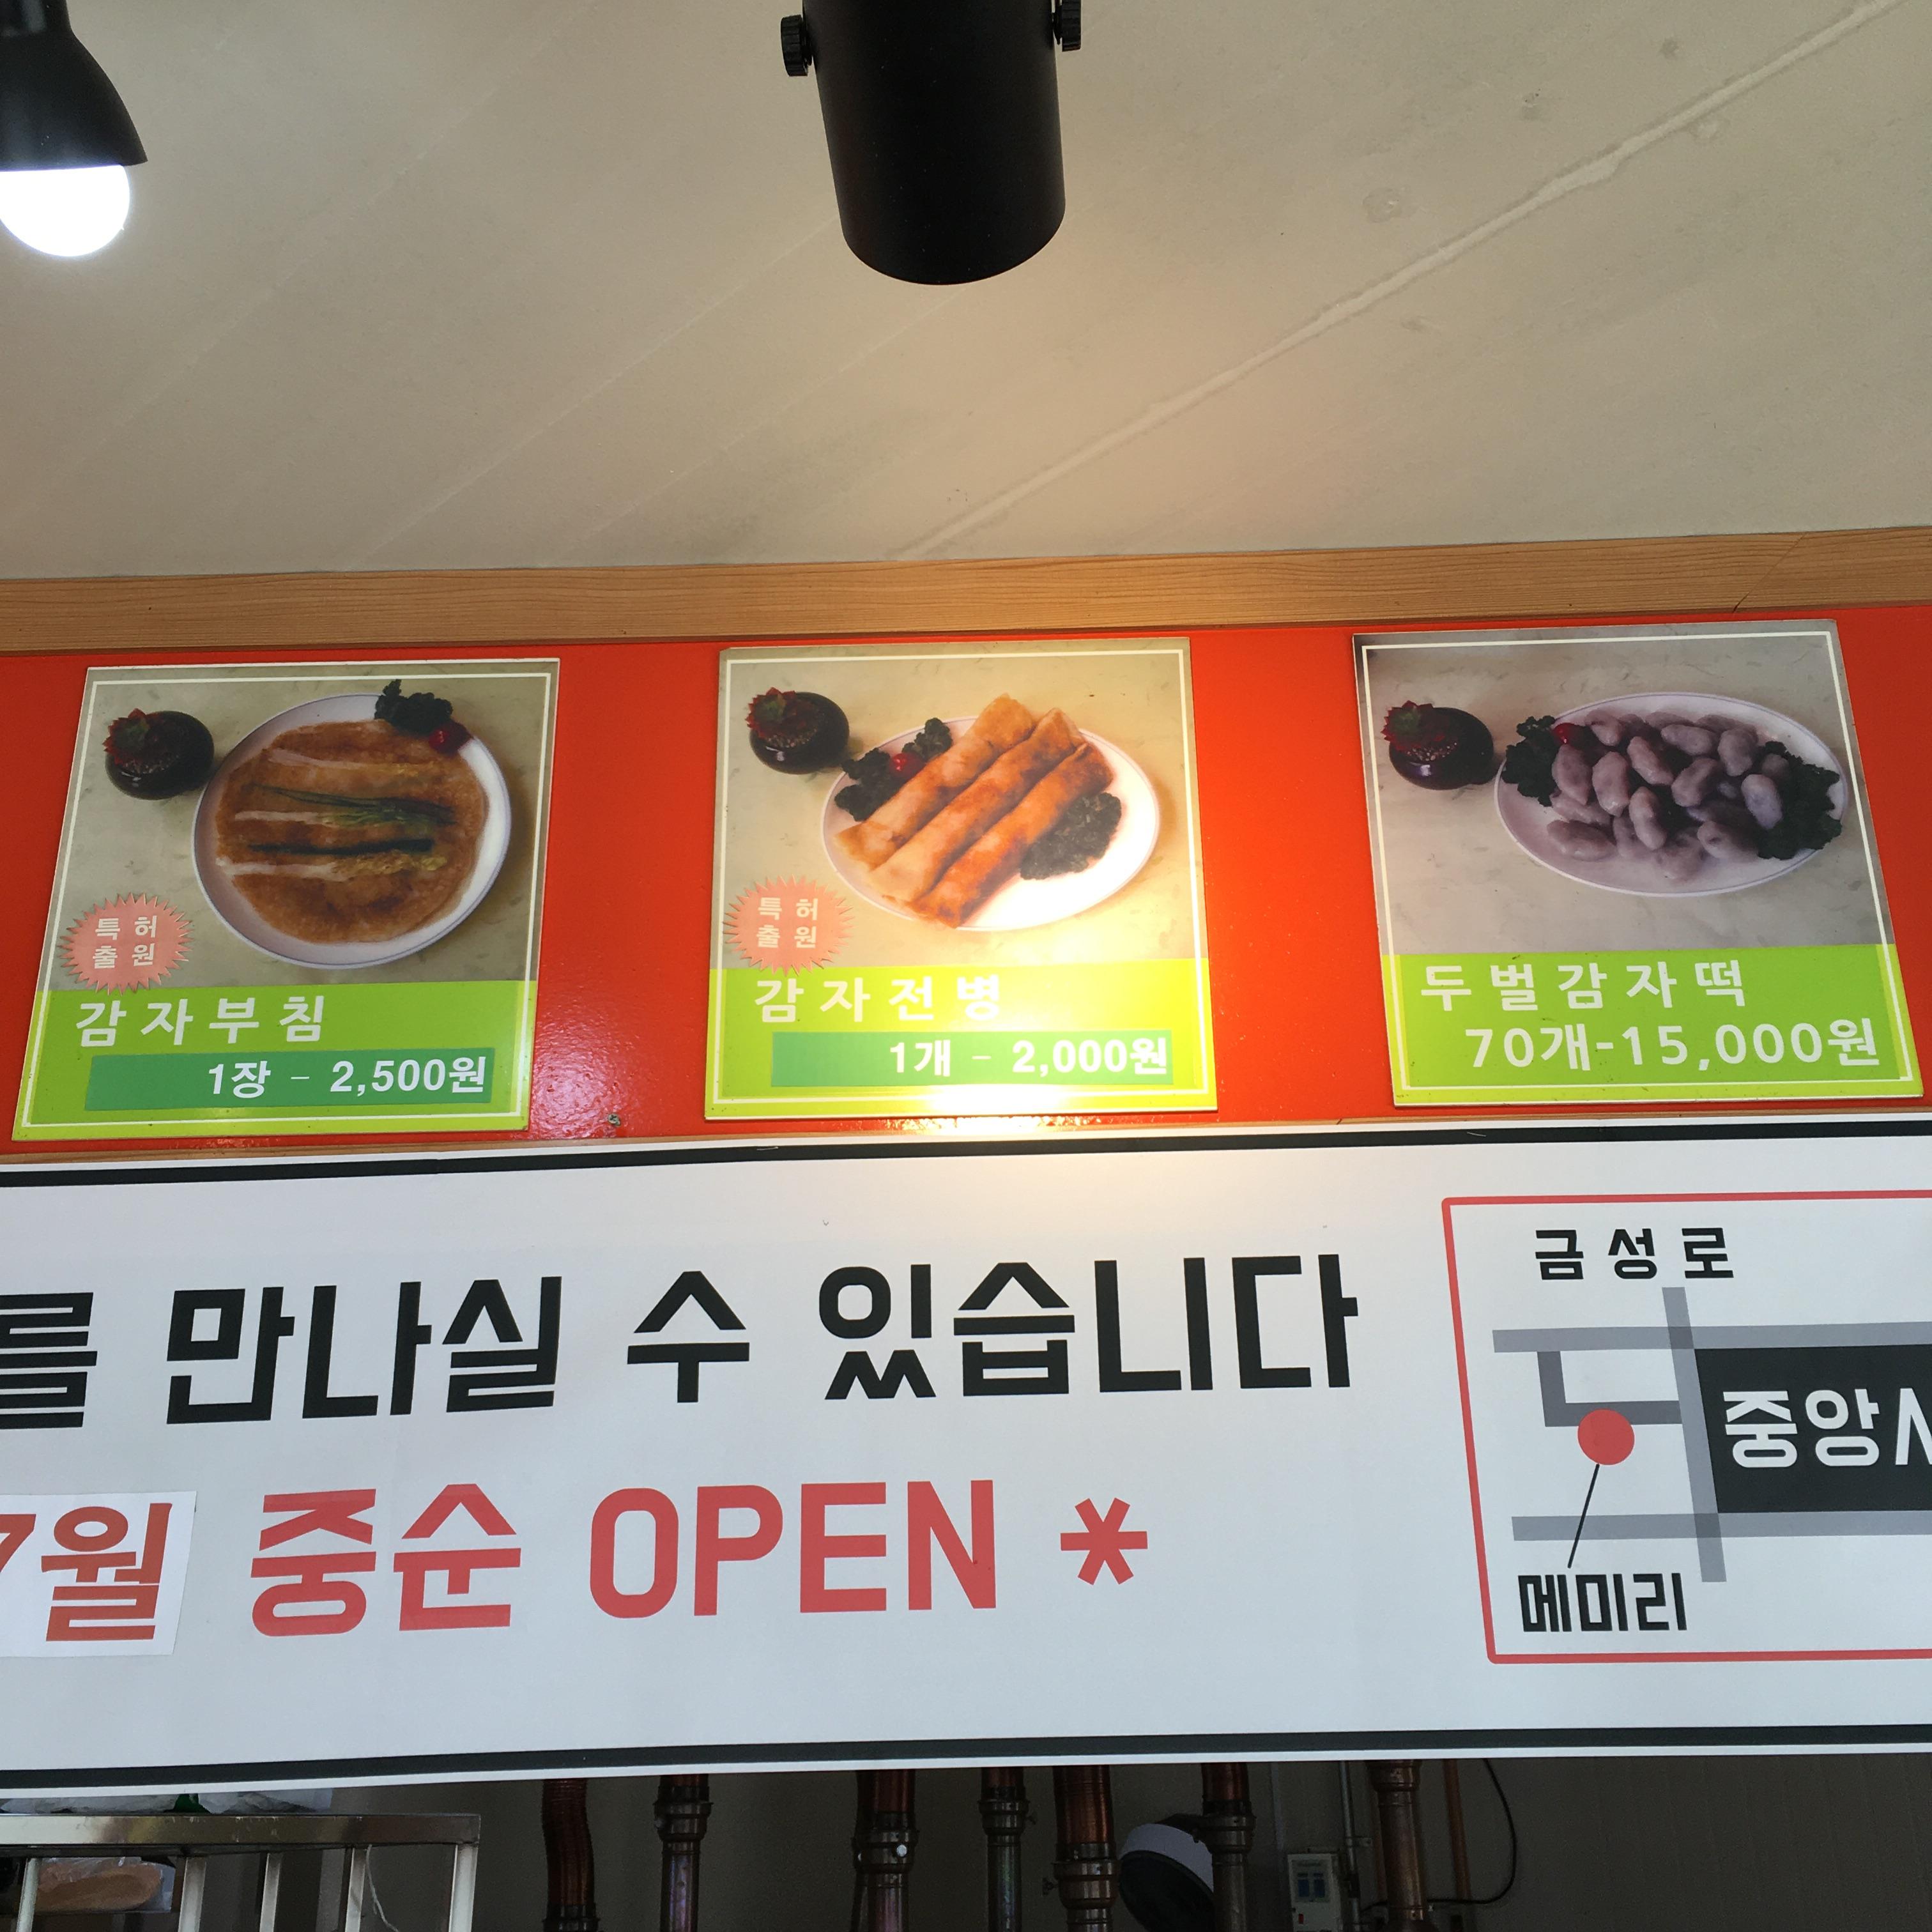 특허
출원
감자부침
1장 - 2,500원
특허
출원
감자전병
1개 - 2,000원
두벌감자떡
70개-15,000원
를 만나실 수 있습니다
7월 중순 OPEN *
금성로
중앙
메미리